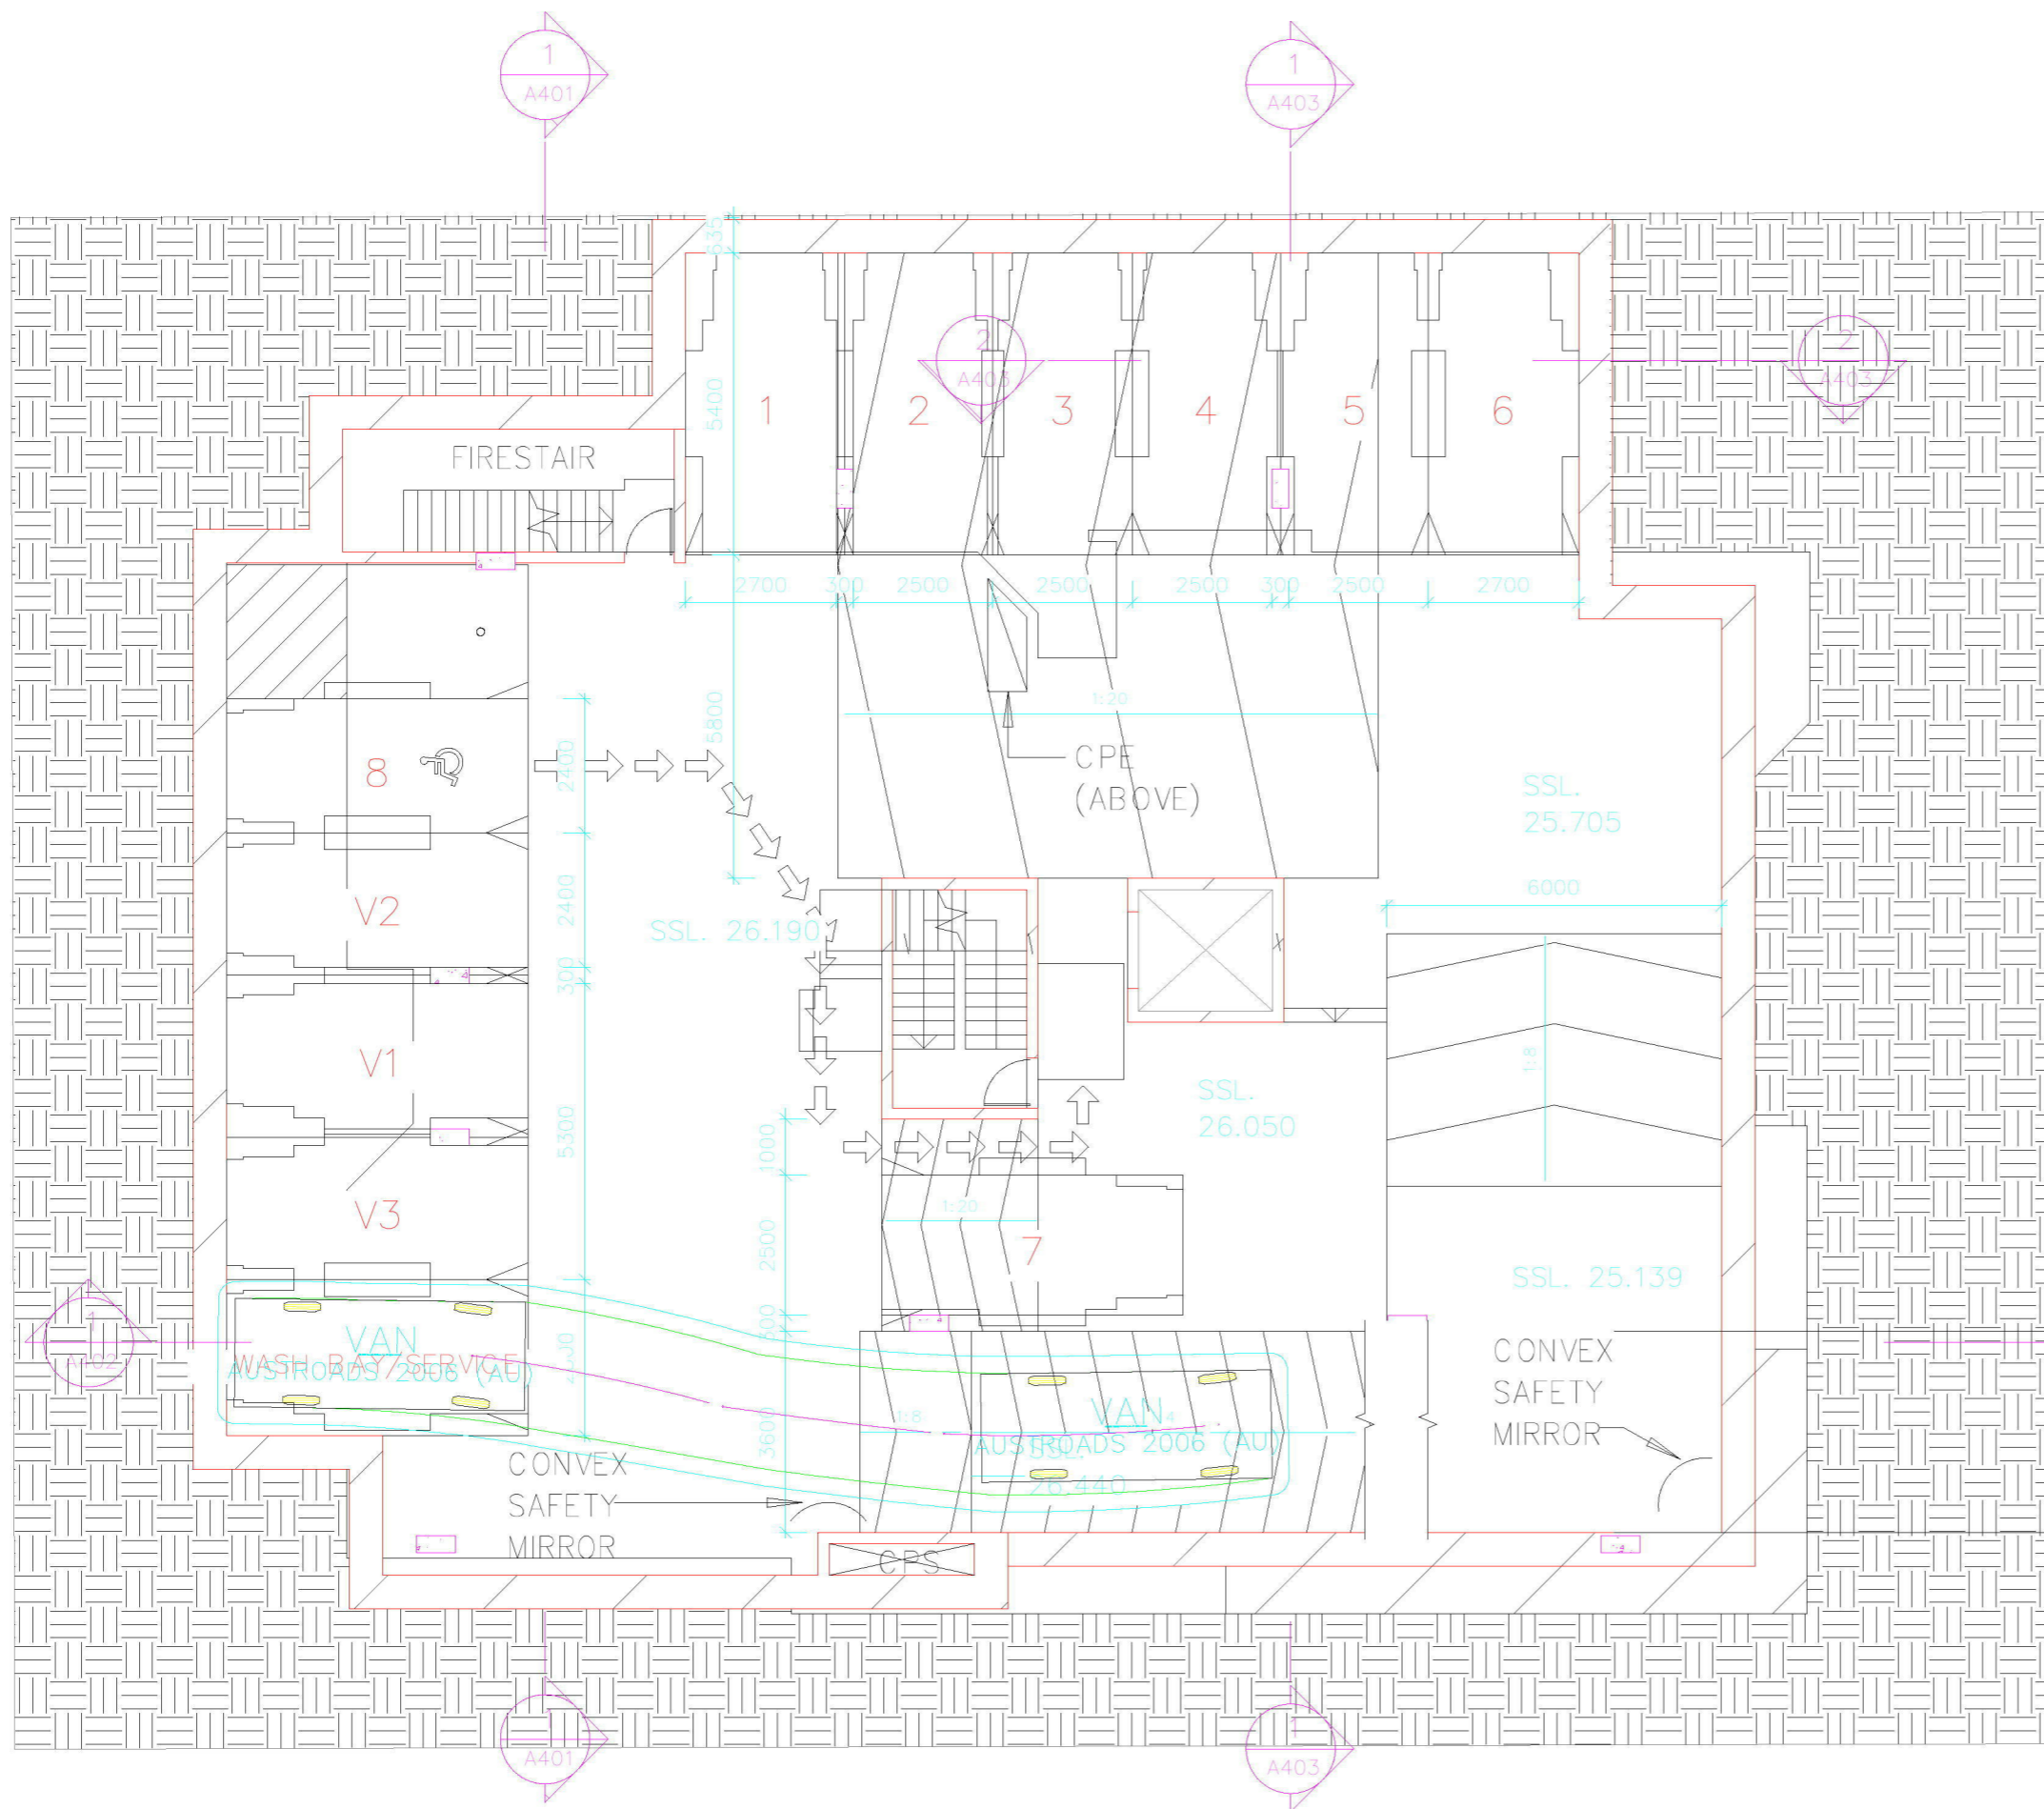 1
A401
1
A403
635
2
A403
2
A403
5400
1
2
3
4
5
6
FIRESTAIR
2700
300
2500
2500
2500
300
2500
2700
5800
1:20
CPE
(ABOVE)
8
2400
SSL.
25.705
V2
2400
SSL. 26.190
6000
300
V1
1:8
SSL.
26.050
5300
1000
V3
1:20
2500
7
SSL. 25.139
300
1
A402
VAN
WASH BAY/SERVICE
AUSTROADS 2006 (AU)
CONVEX
SAFETY
MIRROR
1:8
3600
VAN
AUSTROADS 2006 (AU)
SSL.
26.440
CONVEX
SAFETY
MIRROR
CPS
1
A401
1
A403